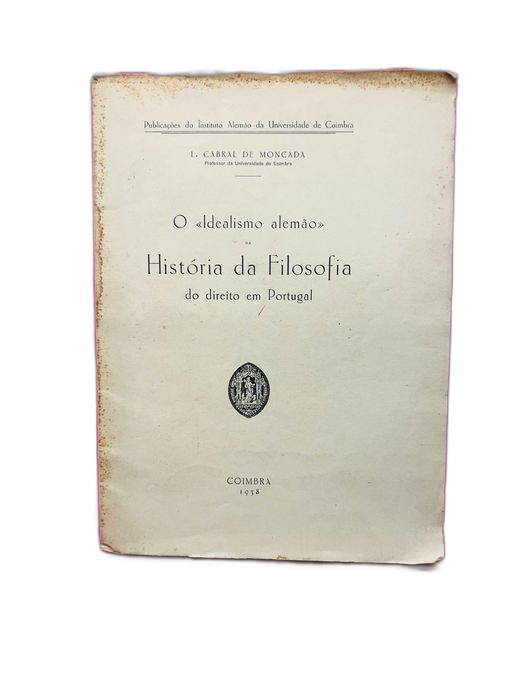 Publicações do Instituto Alemão da Universidade de Coimbra
L. CABRAL DE MONCADA
Professor da Universidade de Coimbra
O «Idealismo alemão»
NA
História da Filosofia
do direito em Portugal
COIMBRA
1938